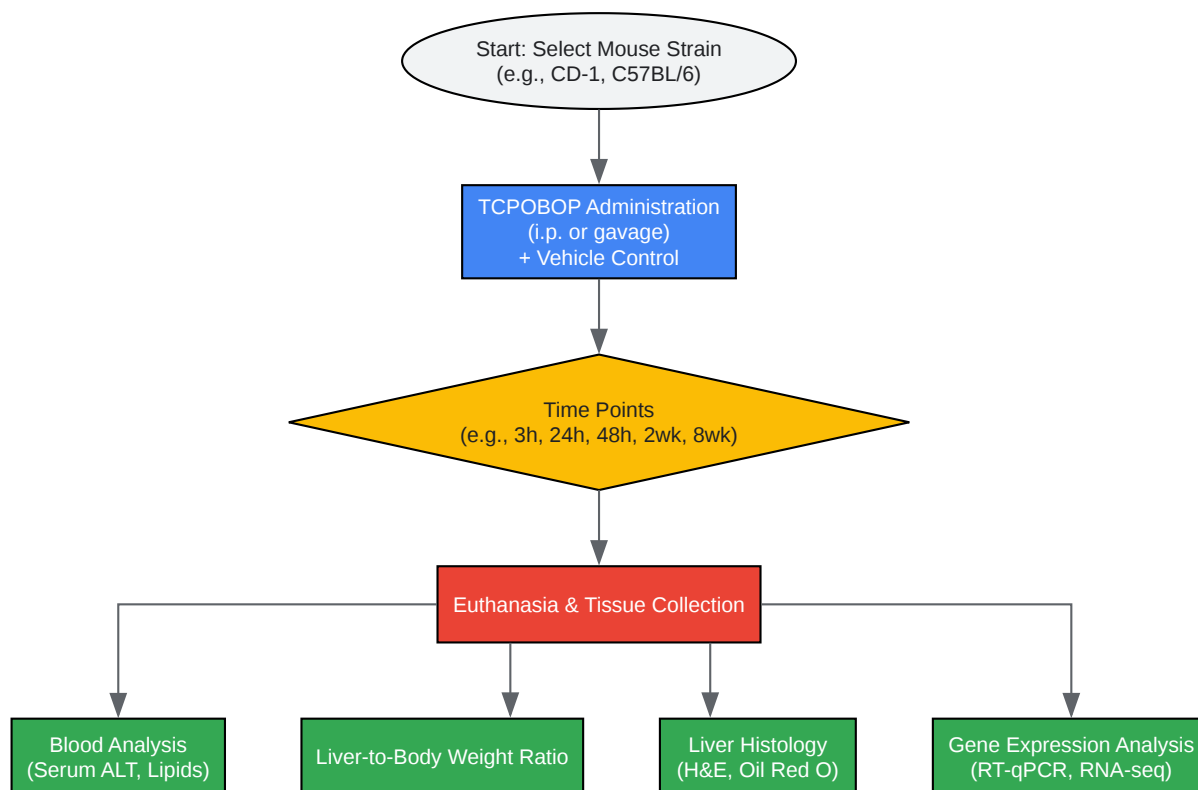 Start: Select Mouse Strain
(e.g., CD-1, C57BL/6)
TCPOBOP Administration
(i.p. or gavage)
+ Vehicle Control
Time Points
(e.g., 3h, 24h, 48h, 2wk, 8wk)
Euthanasia & Tissue Collection
Blood Analysis
(Serum ALT, Lipids)
Liver-to-Body Weight Ratio
Liver Histology
(H&E, Oil Red O)
Gene Expression Analysis
(RT-qPCR, RNA-seq)